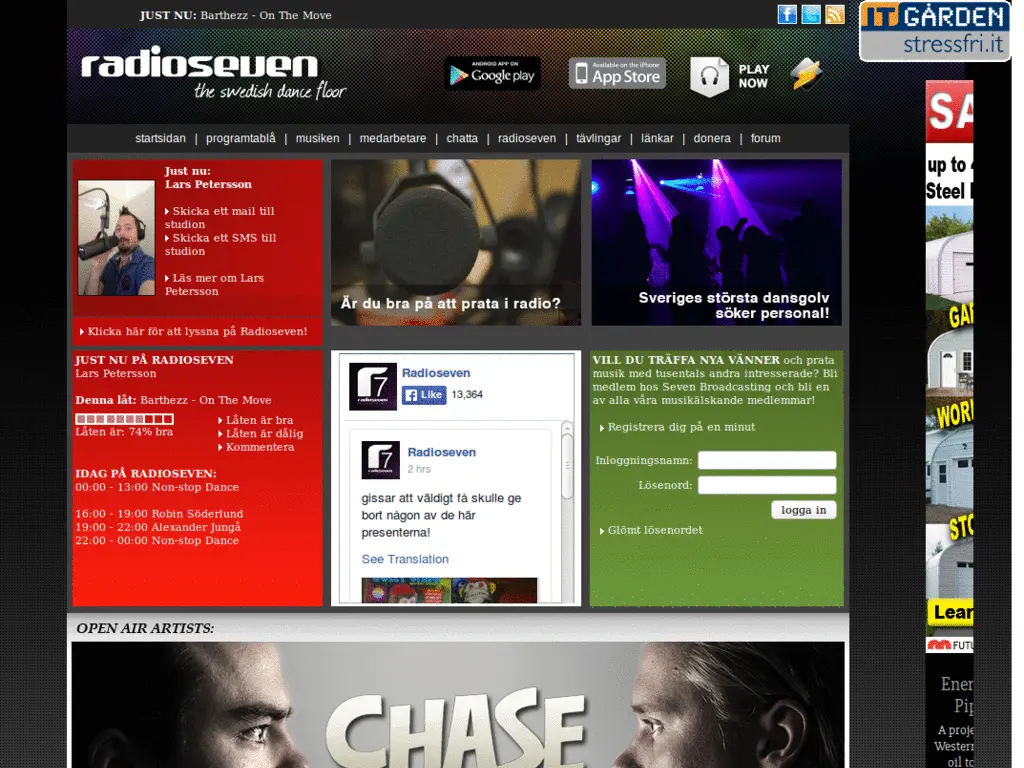 JUST NU: Barthezz - On The Move
IT GÅRDEN
stressfri.it
radioseven
the swedish dance floor
ANDROID APP ON
Google play
Available on the iPhone
App Store
PLAY
NOW
startsidan | programtablå | musiken | medarbetare | chatta | radioseven | tävlingar | länkar | donera | forum
Just nu:
Lars Petersson
Skicka ett mail till
studion
Skicka ett SMS till
studion
Läs mer om Lars
Petersson
Klicka här för att lyssna på Radioseven!
Är du bra på att prata i radio?
Sveriges största dansgolv
söker personal!
JUST NU PÅ RADIOSEVEN
Lars Petersson
Denna låt: Barthezz - On The Move
Låten är: 74% bra
Låten är bra
Låten är dålig
Kommentera
IDAG PÅ RADIOSEVEN:
00:00 - 13:00 Non-stop Dance
16:00 - 19:00 Robin Söderlund
19:00 - 22:00 Alexander Jungå
22:00 - 00:00 Non-stop Dance
Radioseven
Like 13,364
Radioseven
2 hrs
gissar att väldigt få skulle ge
bort någon av de här
presenterna!
See Translation
VILL DU TRÄFFA NYA VÄNNER och prata
musik med tusentals andra intresserade? Bli
medlem hos Seven Broadcasting och bli en
av alla våra musikälskande medlemmar!
Registrera dig på en minut
Inloggningsnamn:
Lösenord:
logga in
Glömt lösenordet
OPEN AIR ARTISTS:
CHASE
SA
up to
Steel
GA
WOR
STO
Lear
FUTU
Ener
Pip
A proje
Western
oil to